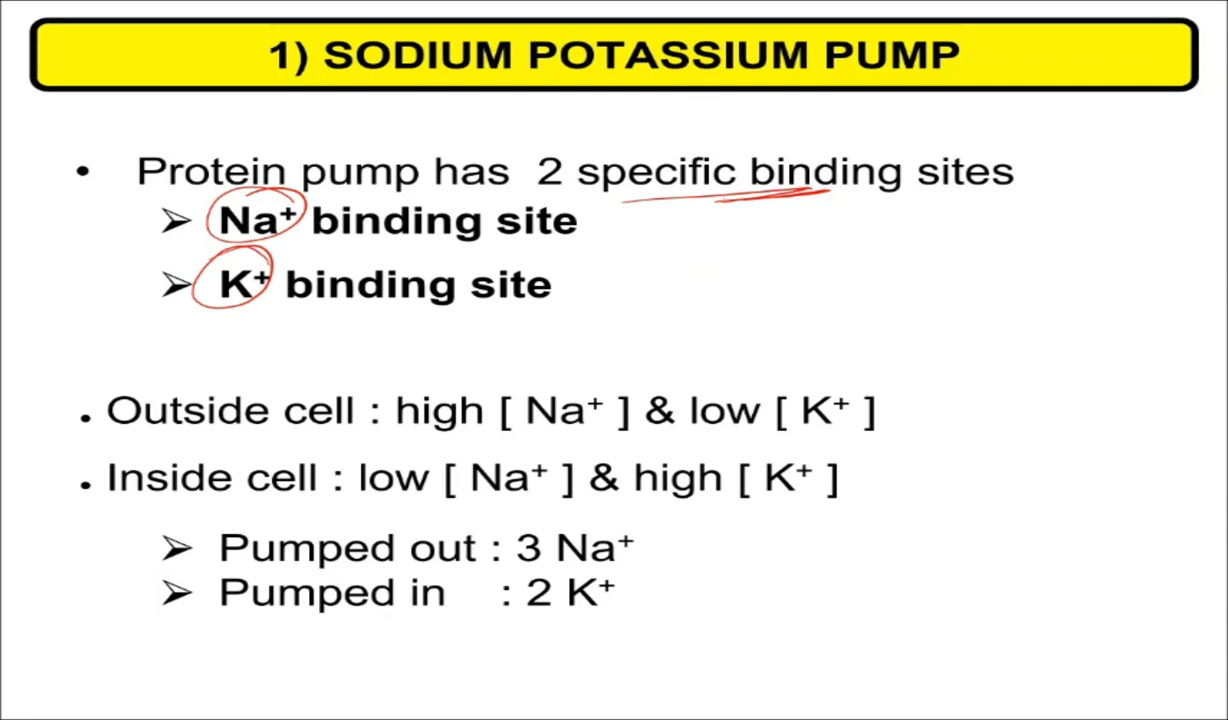 1) SODIUM POTASSIUM PUMP
• Protein pump has 2 specific binding sites
➢ Na⁺ binding site
➢ K⁺ binding site
. Outside cell : high [ Na⁺ ] & low [ K⁺ ]
. Inside cell : low [ Na⁺ ] & high [ K⁺ ]
➢ Pumped out : 3 Na⁺
➢ Pumped in : 2 K⁺